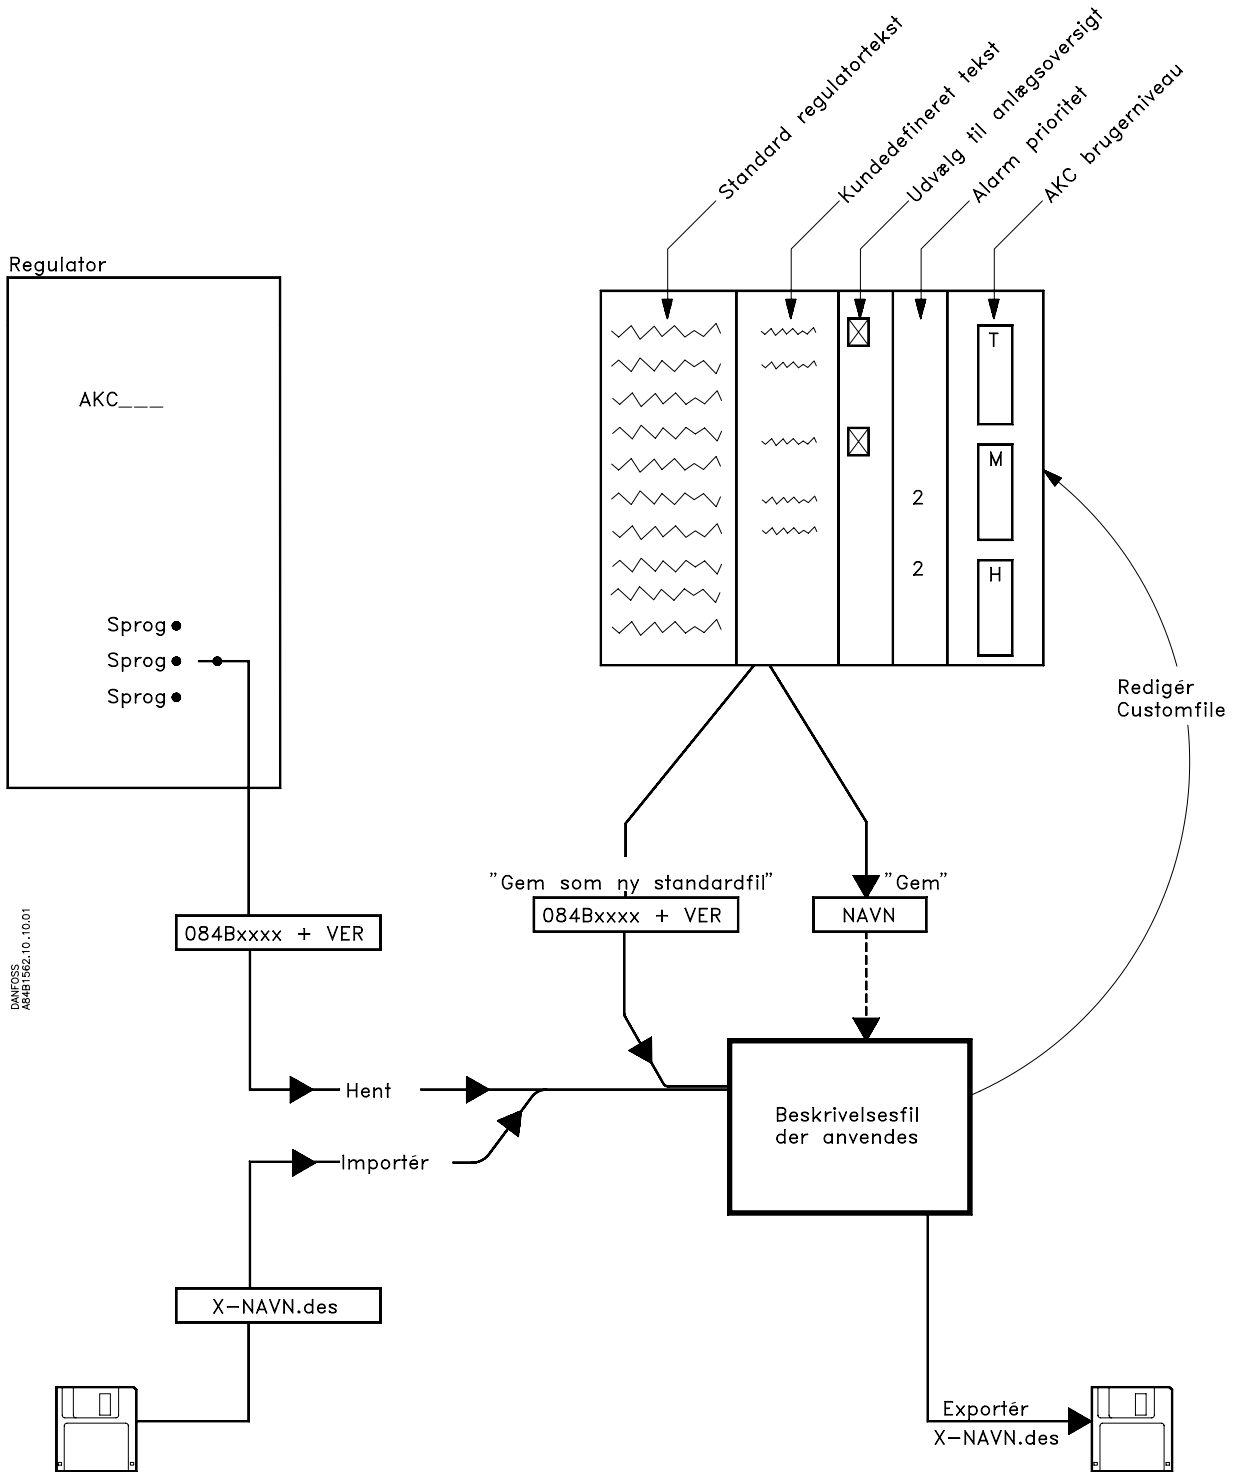 Standard regulatortekst
Kundedefineret tekst
Udvælg til anlægsoversigt
Alarm prioritet
AKC brugerniveau
Regulator
AKC___
T
M
H
2
2
Sprog
Sprog
Sprog
Redigér
Customfile
"Gem som ny standardfil"
"Gem"
084Bxxxx + VER
NAVN
084Bxxxx + VER
DANFOSS
A84B1562.10.10.01
Hent
Importér
Beskrivelsesfil
der anvendes
X-NAVN.des
Exportér
X-NAVN.des